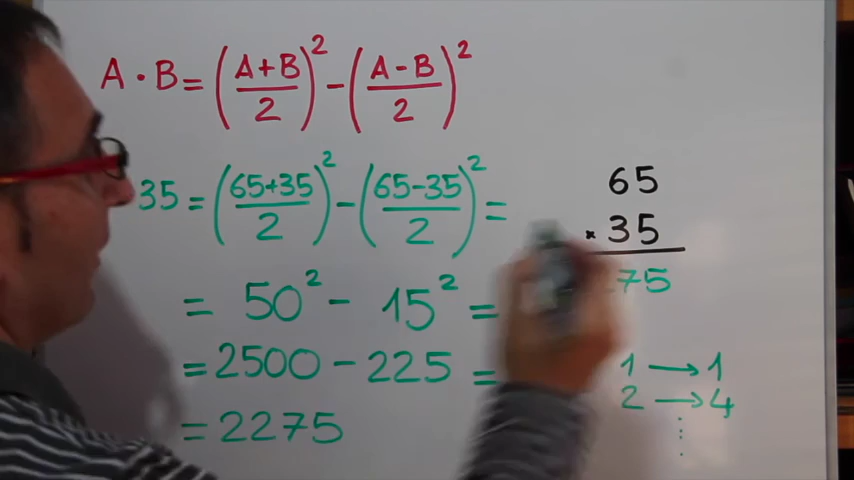 A · B = ((A+B)/2)² - ((A-B)/2)²
35 = ((65+35)/2)² - ((65-35)/2)² =
= 50² - 15² =
= 2500 - 225 =
= 2275
65
× 35
75
1 → 1
2 → 4
⋮